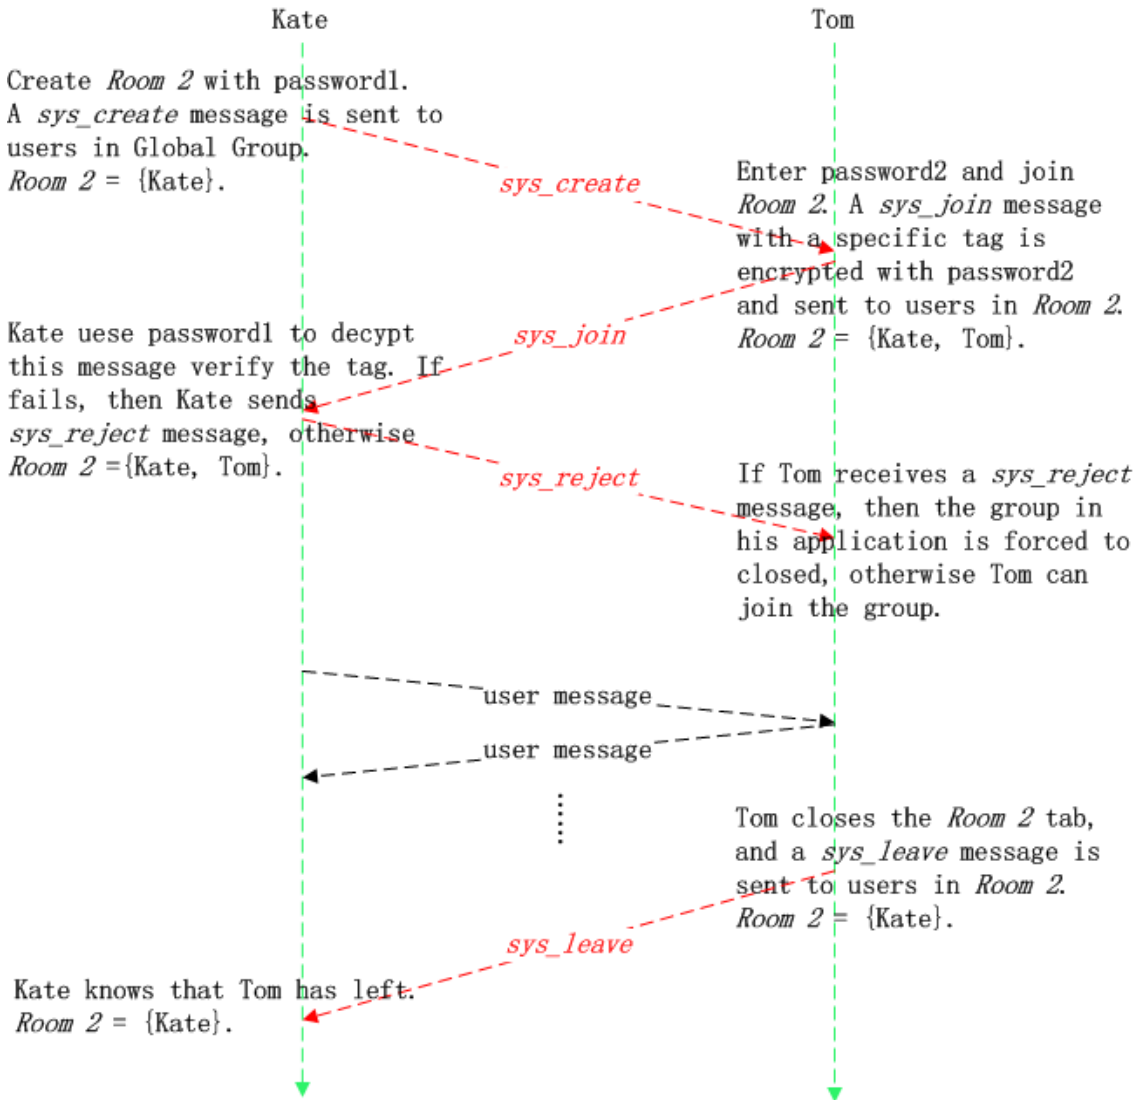 Kate
Tom
Create Room 2 with password1.
A sys_create message is sent to
users in Global Group.
Room 2 = {Kate}.
sys_create
Enter password2 and join
Room 2. A sys_join message
with a specific tag is
encrypted with password2
and sent to users in Room 2.
Room 2 = {Kate, Tom}.
sys_join
Kate uese password1 to decypt
this message verify the tag. If
fails, then Kate sends
sys_reject message, otherwise
Room 2 ={Kate, Tom}.
sys_reject
If Tom receives a sys_reject
message, then the group in
his application is forced to
closed, otherwise Tom can
join the group.
user message
user message
Tom closes the Room 2 tab,
and a sys_leave message is
sent to users in Room 2.
Room 2 = {Kate}.
sys_leave
Kate knows that Tom has left.
Room 2 = {Kate}.